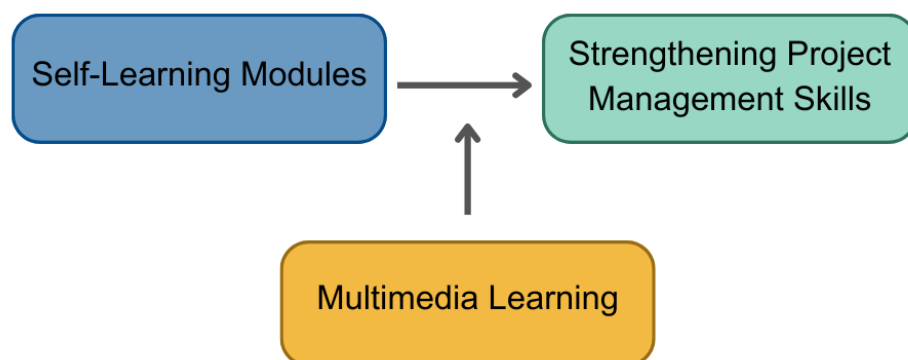 Self-Learning Modules
Strengthening Project
Management Skills
Multimedia Learning